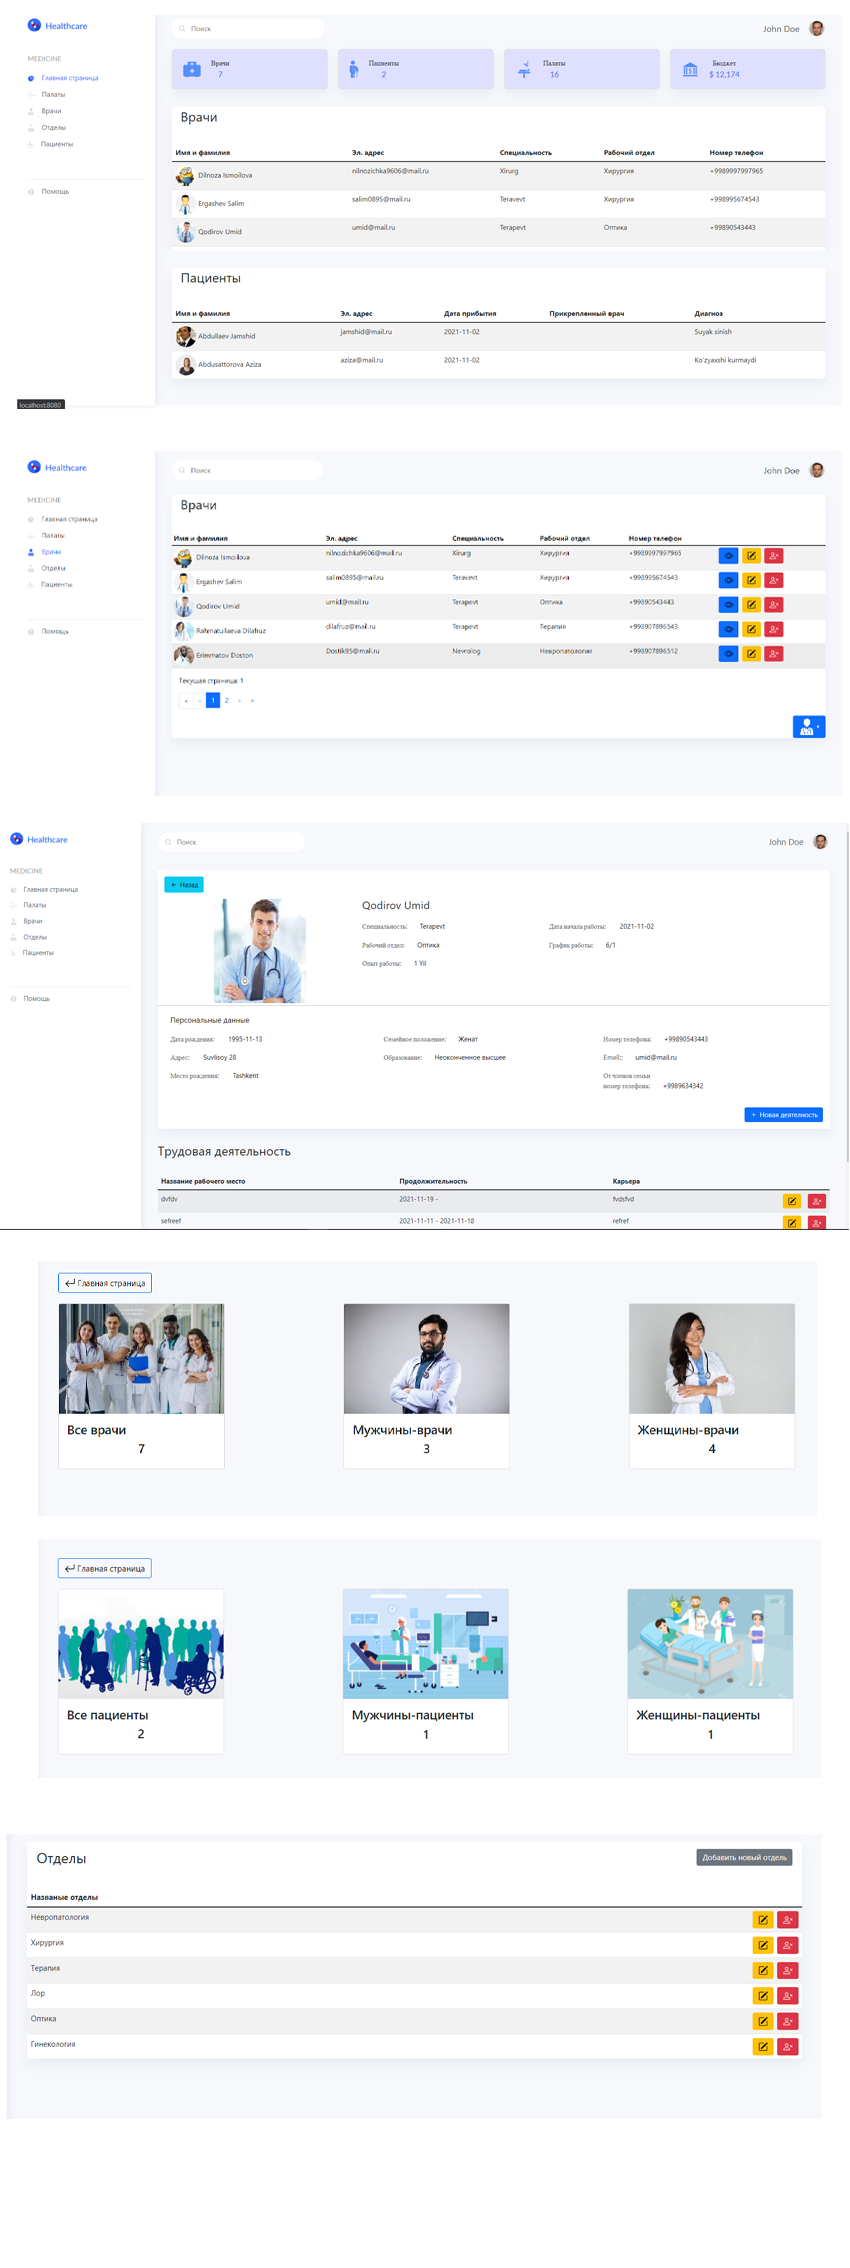 Healthcare
Поиск
John Doe
MEDICINE
Главная страница
Палаты
Врачи
Отделы
Пациенты
Помощь
Врачи
7
Пациенты
2
Палаты
16
Бюджет
$ 12,174
Врачи
Имя и фамилия Эл. адрес Специальность Рабочий отдел Номер телефон
Dilnoza Ismoilova nilnozichka9606@mail.ru Xirurg Хирургия +9989997997965
Ergashev Salim salim0895@mail.ru Teravevt Хирургия +998995674543
Qodirov Umid umid@mail.ru Terapevt Оптика +99890543443
Пациенты
Имя и фамилия Эл. адрес Дата прибытия Прикрепленный врач Диагноз
Abdullaev Jamshid jamshid@mail.ru 2021-11-02 Suyak sinish
Abdusattorova Aziza aziza@mail.ru 2021-11-02 Ko'zyaxshi kurmaydi
localhost:8080
Healthcare
Поиск
John Doe
MEDICINE
Главная страница
Палаты
Врачи
Отделы
Пациенты
Помощь
Врачи
Имя и фамилия Эл. адрес Специальность Рабочий отдел Номер телефон
Dilnoza Ismoilova nilnozichka9606@mail.ru Xirurg Хирургия +9989997997965
Ergashev Salim salim0895@mail.ru Teravevt Хирургия +998995674543
Qodirov Umid umid@mail.ru Terapevt Оптика +99890543443
Rahmatullaeva Dilafruz dilafruz@mail.ru Terapevt Терапия +998907896543
Erimmatov Doston Dostik95@mail.ru Nevrolog Невропатология +998907896512
Текущая страница: 1
« ‹ 1 2 › »
Healthcare
Поиск
John Doe
MEDICINE
Главная страница
Палаты
Врачи
Отделы
Пациенты
Помощь
← Назад
Qodirov Umid
Специальность: Terapevt Дата начала работы: 2021-11-02
Рабочий отдел: Оптика График работы: 6/1
Опыт работы: 1 Yil
Персональные данные
Дата рождения: 1995-11-13 Семейное положение: Женат Номер телефона: +99890543443
Адрес: Suvlisoy 28 Образование: Неоконченное высшее Email:: umid@mail.ru
Место рождения: Tashkent От членов семьи
номер телефона: +9989634342
+ Новая деятелность
Трудовая деятельность
Название рабочего место Продолжительность Карьера
dvfdv 2021-11-19 - fvdsfvd
sefreef 2021-11-11 - 2021-11-18 refref
Главная страница
Все врачи
7
Мужчины-врачи
3
Женщины-врачи
4
Главная страница
Все пациенты
2
Мужчины-пациенты
1
Женщины-пациенты
1
Отделы
Добавить новый отдель
Названые отделы
Невропатология
Хирургия
Терапия
Лор
Оптика
Гинекология